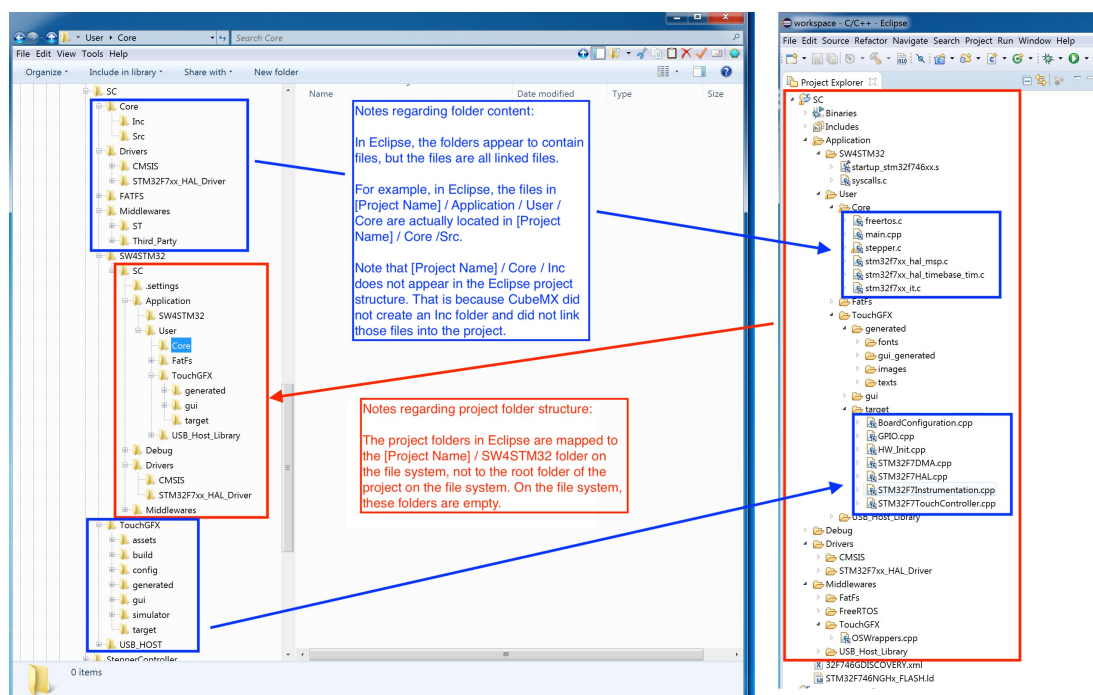 User ▸ Core
Search Core
File Edit View Tools Help
Organize
Include in library
Share with
New folder
SC
Core
Inc
Src
Drivers
CMSIS
STM32F7xx_HAL_Driver
FATFS
Middlewares
ST
Third_Party
SW4STM32
SC
.settings
Application
SW4STM32
User
Core
FatFs
TouchGFX
generated
gui
target
USB_Host_Library
Debug
Drivers
CMSIS
STM32F7xx_HAL_Driver
Middlewares
TouchGFX
assets
build
config
generated
gui
simulator
target
USB_HOST
StepperController
0 items
Name
Date modified
Type
Size
Notes regarding folder content:
In Eclipse, the folders appear to contain
files, but the files are all linked files.
For example, in Eclipse, the files in
[Project Name] / Application / User /
Core are actually located in [Project
Name] / Core /Src.
Note that [Project Name] / Core / Inc
does not appear in the Eclipse project
structure. That is because CubeMX did
not create an Inc folder and did not link
those files into the project.
Notes regarding project folder structure:
The project folders in Eclipse are mapped to
the [Project Name] / SW4STM32 folder on
the file system, not to the root folder of the
project on the file system. On the file system,
these folders are empty.
workspace - C/C++ - Eclipse
File Edit Source Refactor Navigate Search Project Run Window Help
Project Explorer
SC
Binaries
Includes
Application
SW4STM32
startup_stm32f746xx.s
syscalls.c
User
Core
freertos.c
main.cpp
stepper.c
stm32f7xx_hal_msp.c
stm32f7xx_hal_timebase_tim.c
stm32f7xx_it.c
FatFs
TouchGFX
generated
fonts
gui_generated
images
texts
gui
target
BoardConfiguration.cpp
GPIO.cpp
HW_Init.cpp
STM32F7DMA.cpp
STM32F7HAL.cpp
STM32F7Instrumentation.cpp
STM32F7TouchController.cpp
USB_Host_Library
Debug
Drivers
CMSIS
STM32F7xx_HAL_Driver
Middlewares
FatFs
FreeRTOS
TouchGFX
OSWrappers.cpp
USB_Host_Library
32F746GDISCOVERY.xml
STM32F746NGHx_FLASH.ld